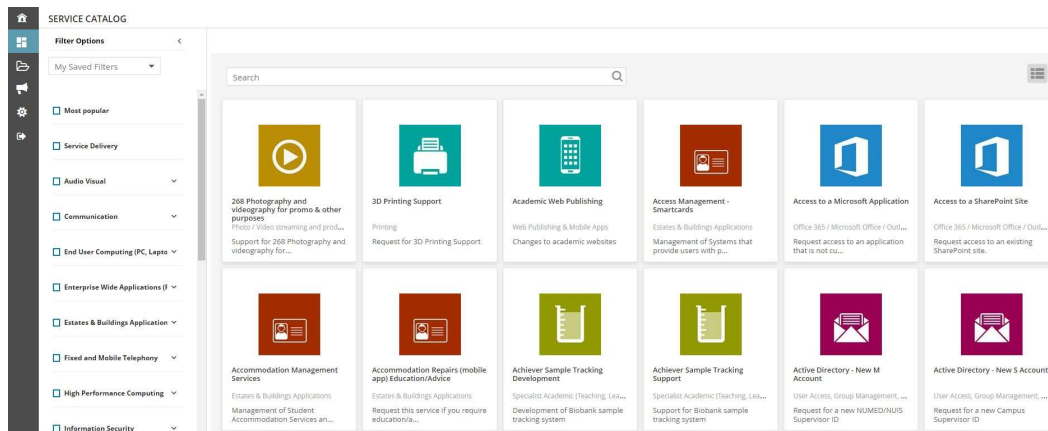 SERVICE CATALOG
Filter Options
My Saved Filters
Most popular
Service Delivery
Audio Visual
Communication
End User Computing (PC, Lapto
Enterprise Wide Applications (F
Estates & Buildings Application
Fixed and Mobile Telephony
High Performance Computing
Information Security
Search
268 Photography and
videography for promo & other
purposes
Photo / Video streaming and prod...
Support for 268 Photography and
videography for...
3D Printing Support
Printing
Request for 3D Printing Support
Academic Web Publishing
Web Publishing & Mobile Apps
Changes to academic websites
Access Management -
Smartcards
Estates & Buildings Applications
Management of Systems that
provide users with p...
Access to a Microsoft Application
Office 365 / Microsoft Office / Outl...
Request access to an application
that is not cu...
Access to a SharePoint Site
Office 365 / Microsoft Office / Outl...
Request access to an existing
SharePoint site.
Accommodation Management
Services
Estates & Buildings Applications
Management of Student
Accommodation Services an...
Accommodation Repairs (mobile
app) Education/Advice
Estates & Buildings Applications
Request this service if you require
education/a...
Achiever Sample Tracking
Development
Specialist Academic (Teaching, Lea...
Development of Biobank sample
tracking system
Achiever Sample Tracking
Support
Specialist Academic (Teaching, Lea...
Support for Biobank sample
tracking system
Active Directory - New M
Account
User Access, Group Management, ...
Request for a new NUMED/NUIS
Supervisor ID
Active Directory - New S Account
User Access, Group Management, ...
Request for a new Campus
Supervisor ID